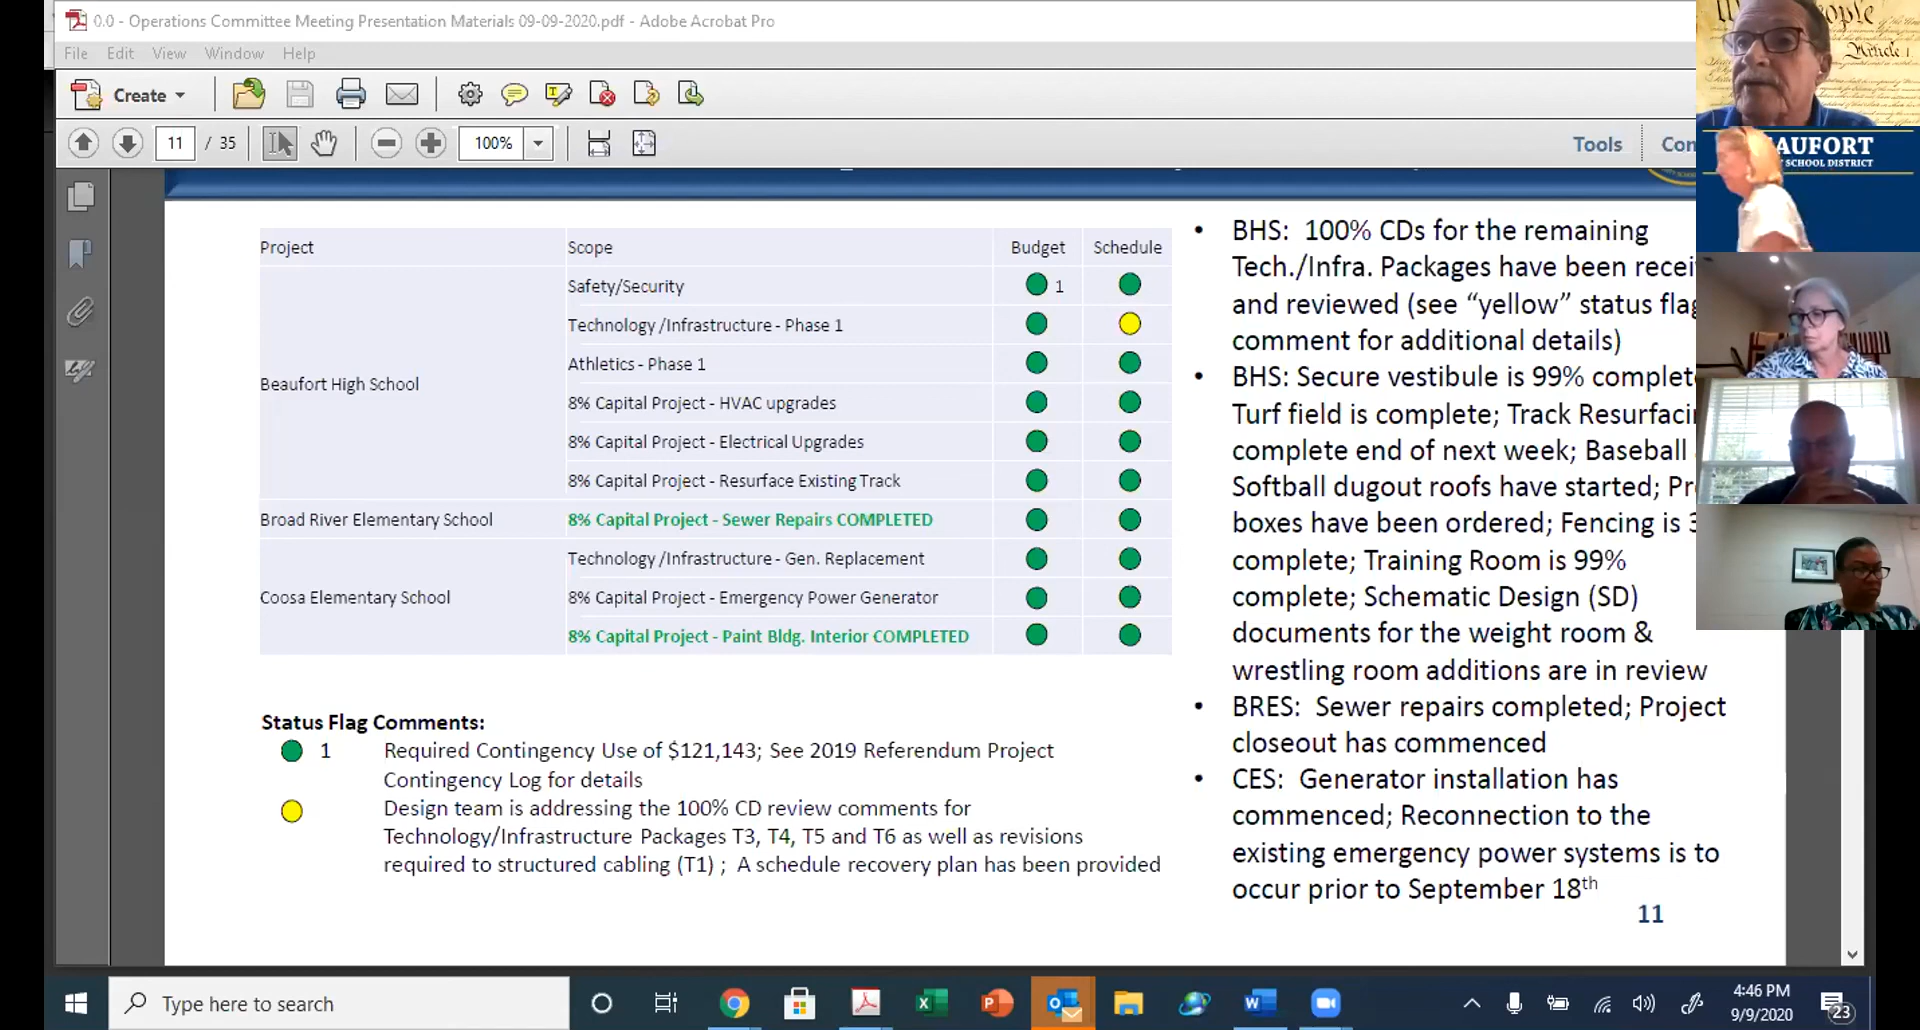 0.0 - Operations Committee Meeting Presentation Materials 09-09-2020.pdf - Adobe Acrobat Pro
File Edit View Window Help
Create
11 / 35 100% Tools
Project Scope Budget Schedule
Safety/Security 1
Technology /Infrastructure - Phase 1
Athletics - Phase 1
Beaufort High School
8% Capital Project - HVAC upgrades
8% Capital Project - Electrical Upgrades
8% Capital Project - Resurface Existing Track
Broad River Elementary School 8% Capital Project - Sewer Repairs COMPLETED
Technology /Infrastructure - Gen. Replacement
Coosa Elementary School 8% Capital Project - Emergency Power Generator
8% Capital Project - Paint Bldg. Interior COMPLETED
Status Flag Comments:
1 Required Contingency Use of $121,143; See 2019 Referendum Project
Contingency Log for details
Design team is addressing the 100% CD review comments for
Technology/Infrastructure Packages T3, T4, T5 and T6 as well as revisions
required to structured cabling (T1) ; A schedule recovery plan has been provided
• BHS: 100% CDs for the remaining
Tech./Infra. Packages have been
and reviewed (see “yellow” status
comment for additional details)
• BHS: Secure vestibule is 99%
Turf field is complete; Track
complete end of next week; Baseball
Softball dugout roofs have started;
boxes have been ordered; Fencing is
complete; Training Room is 99%
complete; Schematic Design (SD)
documents for the weight room &
wrestling room additions are in review
• BRES: Sewer repairs completed; Project
closeout has commenced
• CES: Generator installation has
commenced; Reconnection to the
existing emergency power systems is to
occur prior to September 18th
11
Article 1
AUFORT
SCHOOL DISTRICT
Type here to search
4:46 PM
9/9/2020
23